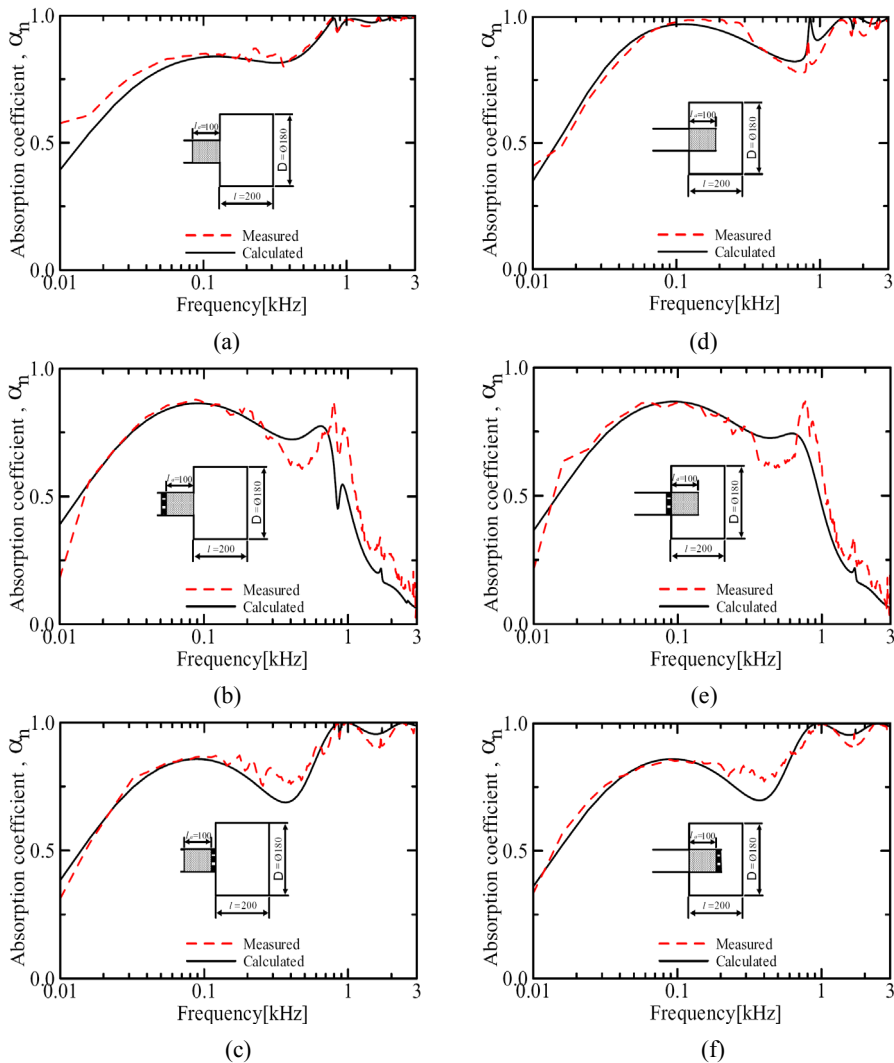 Absorption coefficient , αn
1.0
0.5
0.0
lₐ=100
D = Ø180
l =200
Measured
Calculated
0.01
0.1
1
3
Frequency[kHz]
(a)
Absorption coefficient , αn
1.0
0.5
0.0
lₐ=100
D = Ø180
l =200
Measured
Calculated
0.01
0.1
1
3
Frequency[kHz]
(d)
Absorption coefficient , αn
1.0
0.5
0.0
lₐ=100
D = Ø180
l =200
Measured
Calculated
0.01
0.1
1
3
Frequency[kHz]
(b)
Absorption coefficient , αn
1.0
0.5
0.0
lₐ=100
D = Ø180
l =200
Measured
Calculated
0.01
0.1
1
3
Frequency[kHz]
(e)
Absorption coefficient , αn
1.0
0.5
0.0
lₐ=100
D = Ø180
l =200
Measured
Calculated
0.01
0.1
1
3
Frequency[kHz]
(c)
Absorption coefficient , αn
1.0
0.5
0.0
lₐ=100
D = Ø180
l =200
Measured
Calculated
0.01
0.1
1
3
Frequency[kHz]
(f)